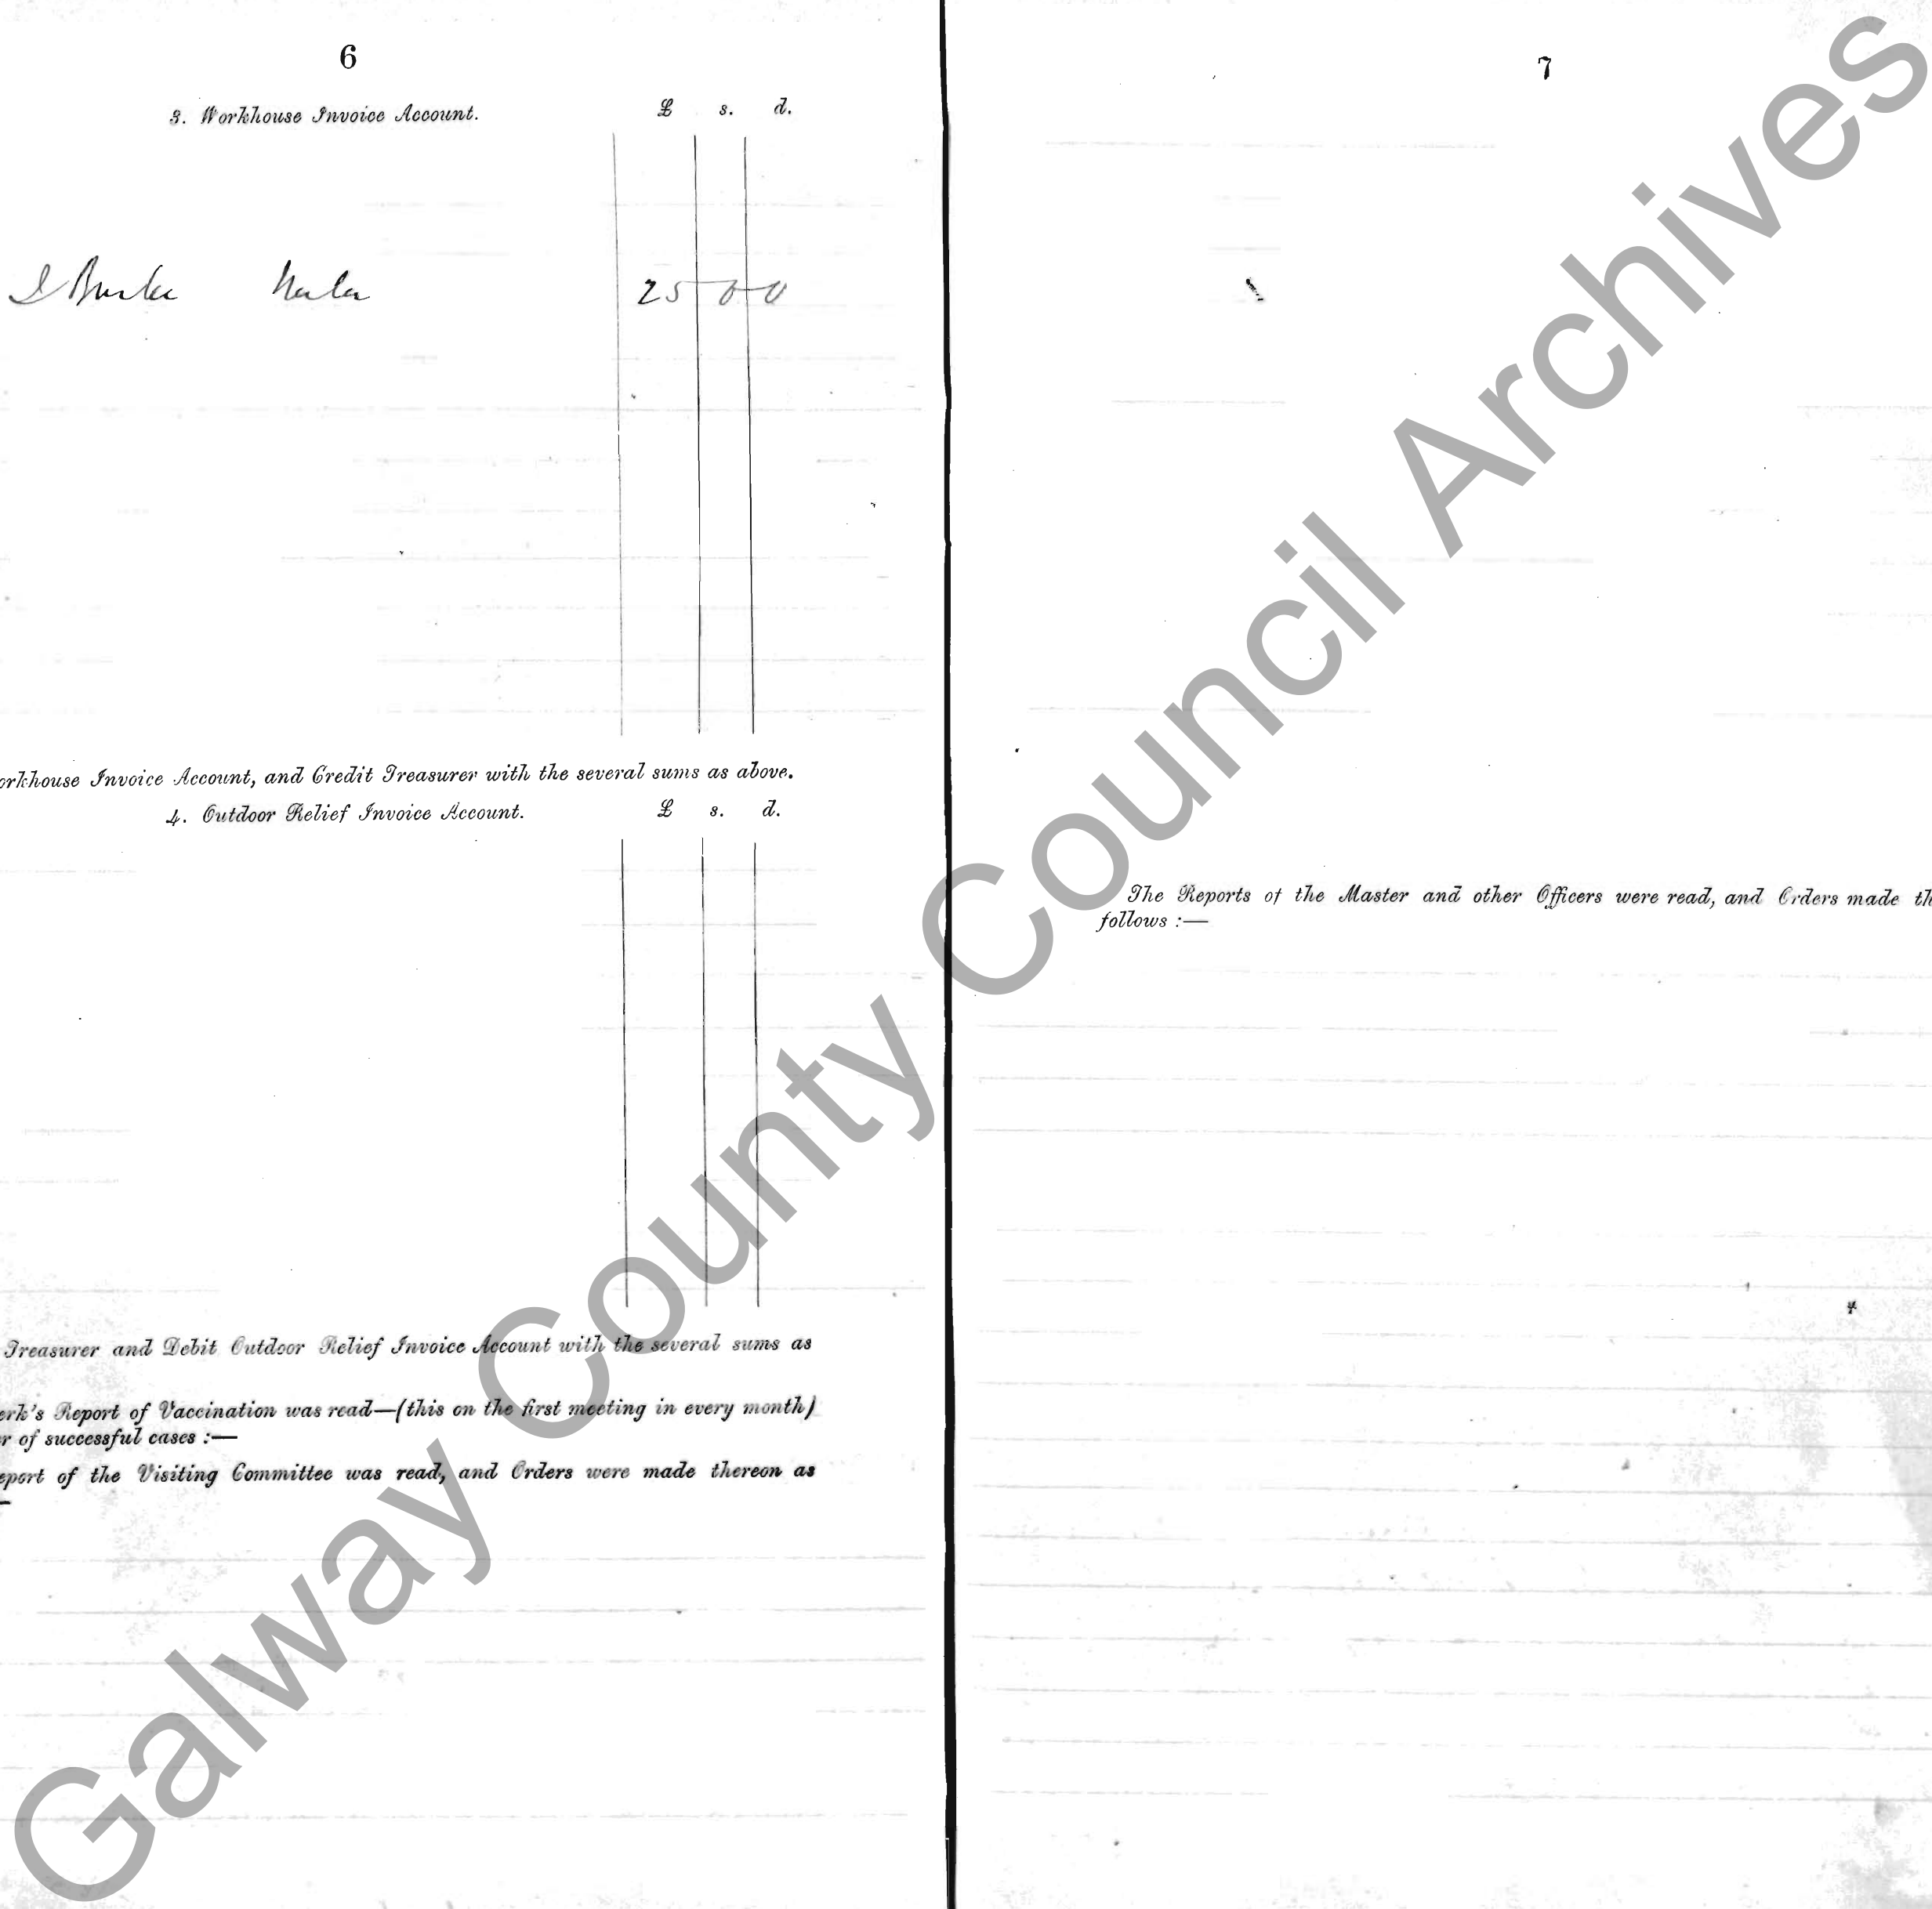 6
3. Workhouse Invoice Account. £ s. d.
J Burke 25 0 0
orkhouse Invoice Account, and Credit Treasurer with the several sums as above.
4. Outdoor Relief Invoice Account. £ s. d.
Treasurer and Debit Outdoor Relief Invoice Account with the several sums as
erk's Report of Vaccination was read—(this on the first meeting in every month)
r of successful cases :—
eport of the Visiting Committee was read, and Orders were made thereon as
7
The Reports of the Master and other Officers were read, and Orders made th
follows :—
Galway County Council Archives